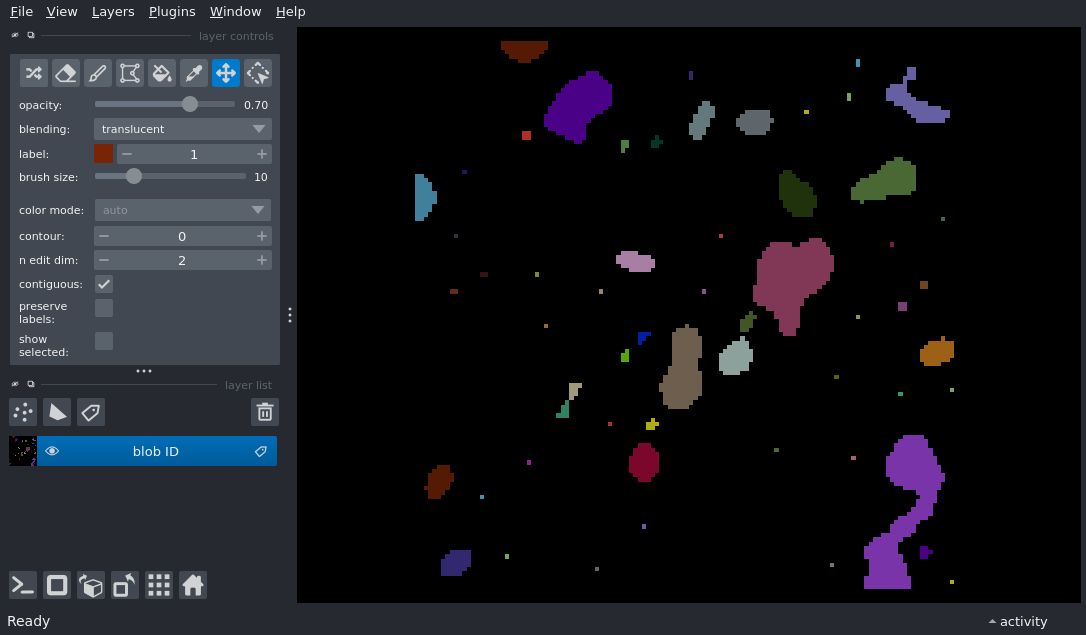 File View Layers Plugins Window Help
layer controls
opacity: 0.70
blending: translucent
label: 1
brush size: 10
color mode: auto
contour: 0
n edit dim: 2
contiguous:
preserve
labels:
show
selected:
layer list
blob ID
Ready
activity